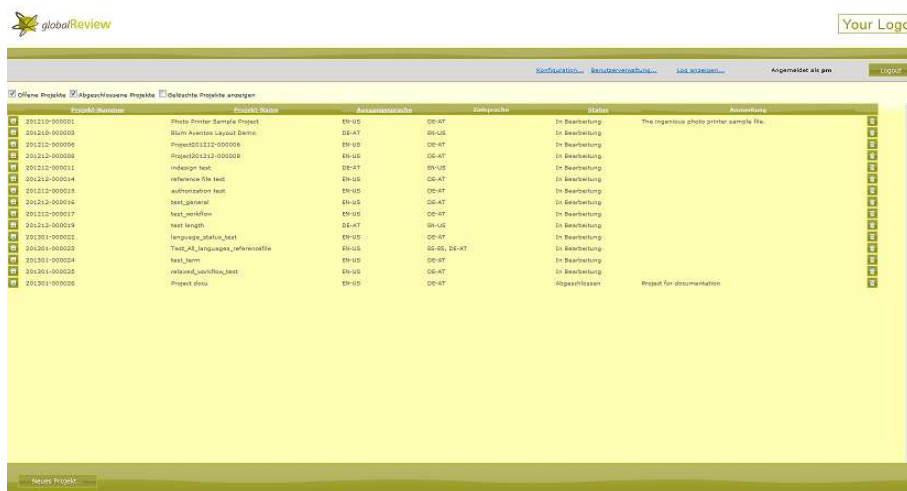 globalReview
Your Logo
Konfiguration... Benutzerverwaltung... Log anzeigen... Angemeldet als pm Logout
Offene Projekte Abgeschlossene Projekte Gelöschte Projekte anzeigen
Projekt-Nummer Projekt-Name Ausgangssprache Zielsprache Status Anmerkung
201210-000001 Photo Printer Sample Project EN-US DE-AT In Bearbeitung The ingenious photo printer sample file.
201210-000003 Blum Aventos Layout Demo DE-AT EN-US In Bearbeitung
201212-000006 Project201212-000006 EN-US DE-AT In Bearbeitung
201212-000008 Project201212-000008 EN-US DE-AT In Bearbeitung
201212-000011 indesign test DE-AT EN-US In Bearbeitung
201212-000014 reference file test EN-US DE-AT In Bearbeitung
201212-000015 authorization test EN-US DE-AT In Bearbeitung
201212-000016 test_general EN-US DE-AT In Bearbeitung
201212-000017 test_workflow EN-US DE-AT In Bearbeitung
201212-000019 test length DE-AT EN-US In Bearbeitung
201301-000022 language_status_test EN-US DE-AT In Bearbeitung
201301-000023 Test_All_languages_referencefile EN-US ES-ES, DE-AT In Bearbeitung
201301-000024 test_term EN-US DE-AT In Bearbeitung
201301-000025 relaxed_workflow_test EN-US DE-AT In Bearbeitung
201301-000026 Project docu EN-US DE-AT Abgeschlossen Project for documentation
Neues Projekt...